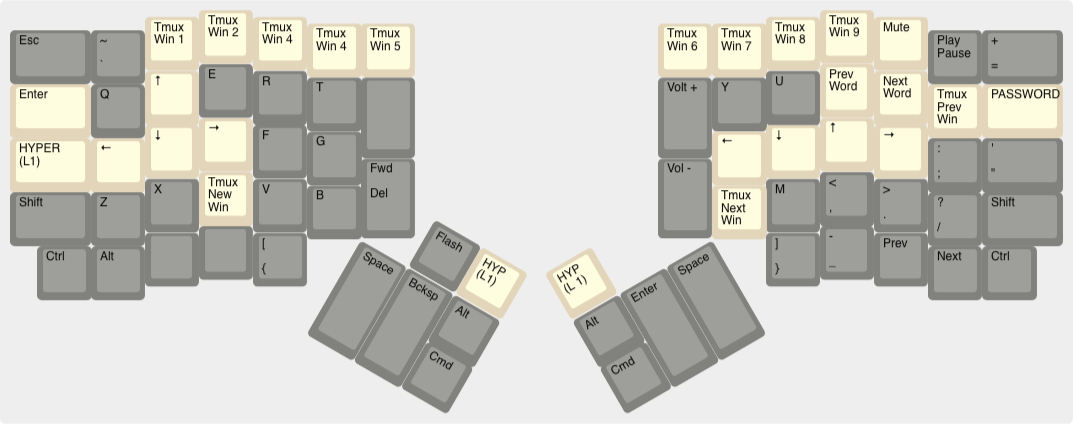 Esc
~
.
Tmux
Win 1
Tmux
Win 2
Tmux
Win 4
Tmux
Win 4
Tmux
Win 5
Enter
Q
↑
E
R
T
HYPER
(L1)
←
↓
→
F
G
Fwd
Del
Shift
Z
X
Tmux
New
Win
V
B
Ctrl
Alt
[
{
Flash
HYP
(L1)
Space
Bcksp
Alt
Cmd
Tmux
Win 6
Tmux
Win 7
Tmux
Win 8
Tmux
Win 9
Mute
Play
Pause
+
=
Volt +
Y
U
Prev
Word
Next
Word
Tmux
Prev
Win
PASSWORD
←
↓
↑
→
:
;
'
"
Vol -
Tmux
Next
Win
M
<
,
>
.
?
/
Shift
]
}
-
_
Prev
Next
Ctrl
HYP
(L 1)
Alt
Cmd
Enter
Space